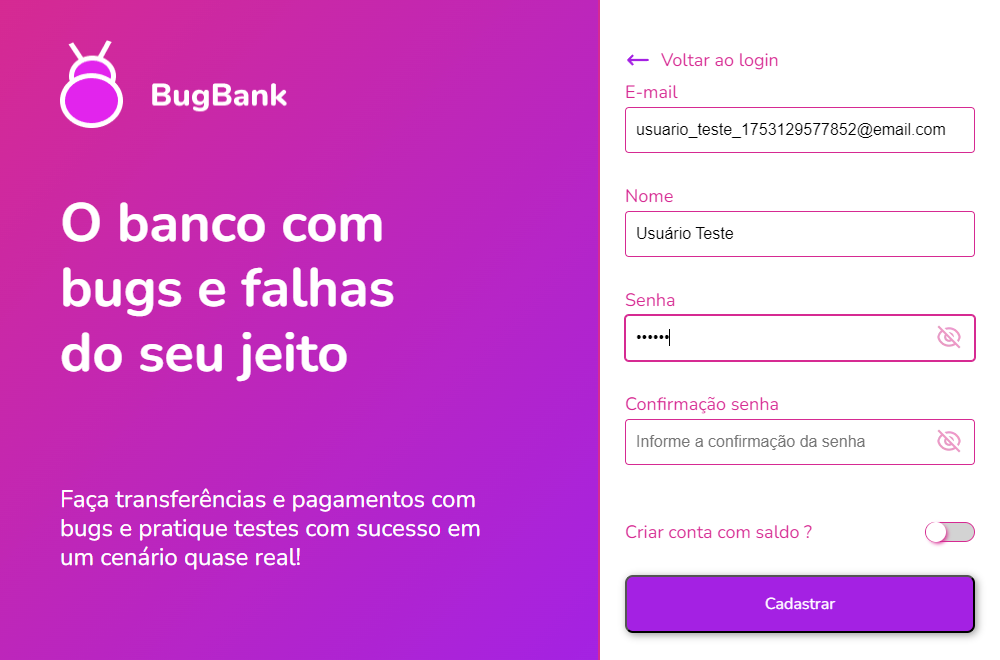 BugBank
O banco com
bugs e falhas
do seu jeito
Faça transferências e pagamentos com
bugs e pratique testes com sucesso em
um cenário quase real!
Voltar ao login
E-mail
usuario_teste_1753129577852@email.com
Nome
Usuário Teste
Senha
••••••
Confirmação senha
Informe a confirmação da senha
Criar conta com saldo ?
Cadastrar